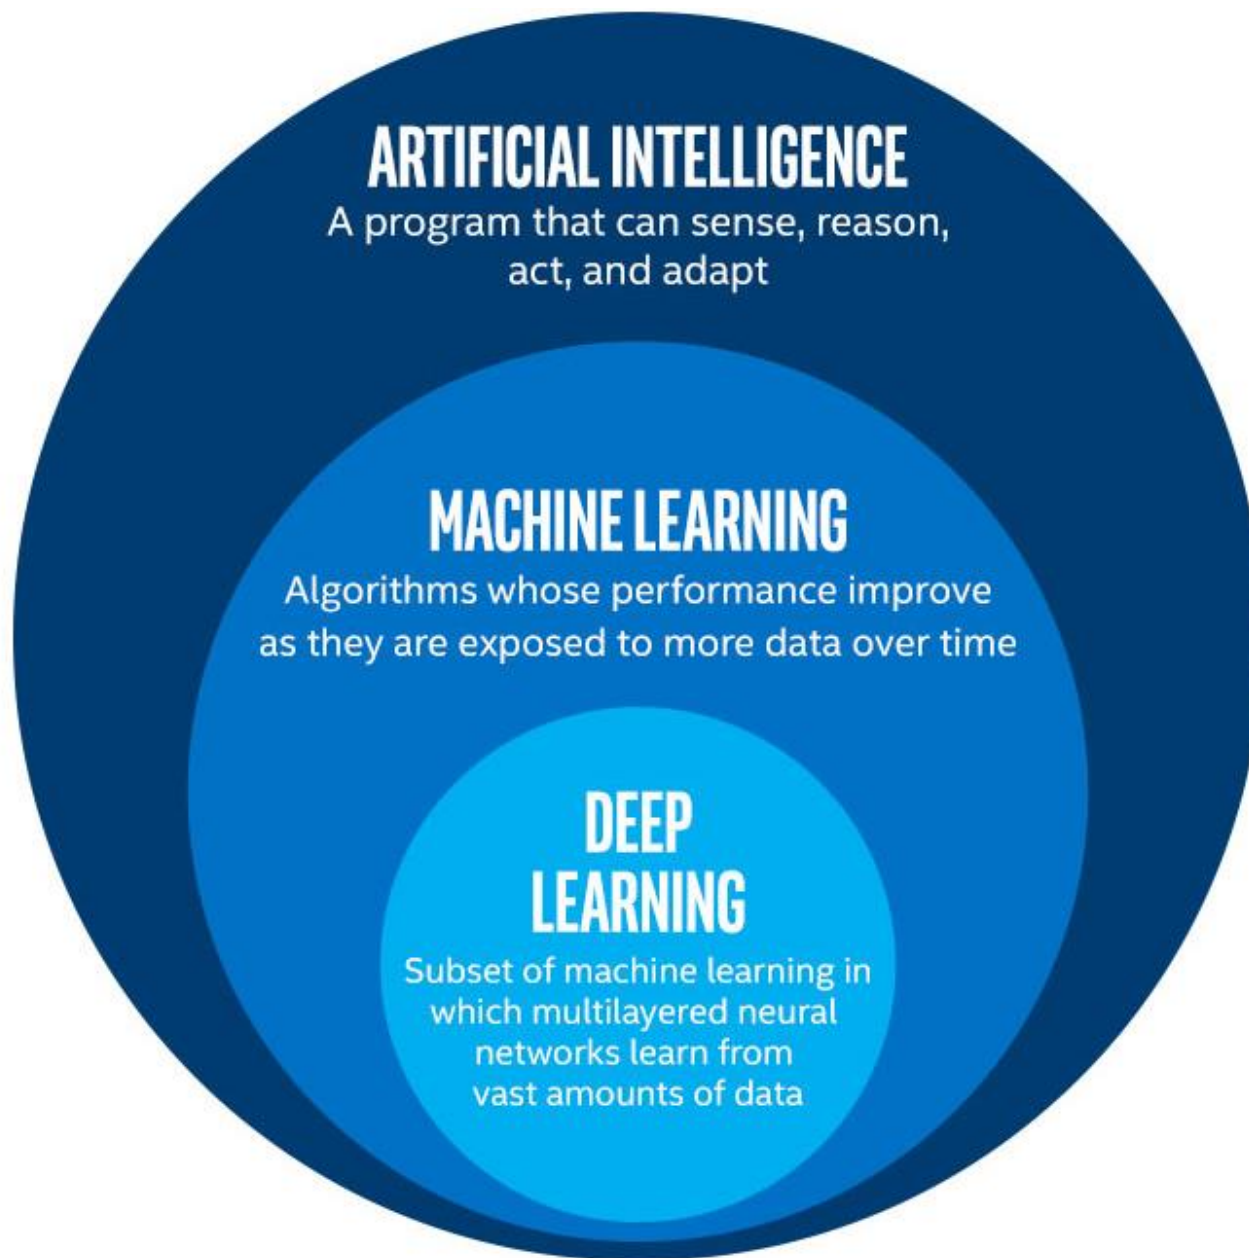 ARTIFICIAL INTELLIGENCE
A program that can sense, reason,
act, and adapt
MACHINE LEARNING
Algorithms whose performance improve
as they are exposed to more data over time
DEEP
LEARNING
Subset of machine learning in
which multilayered neural
networks learn from
vast amounts of data